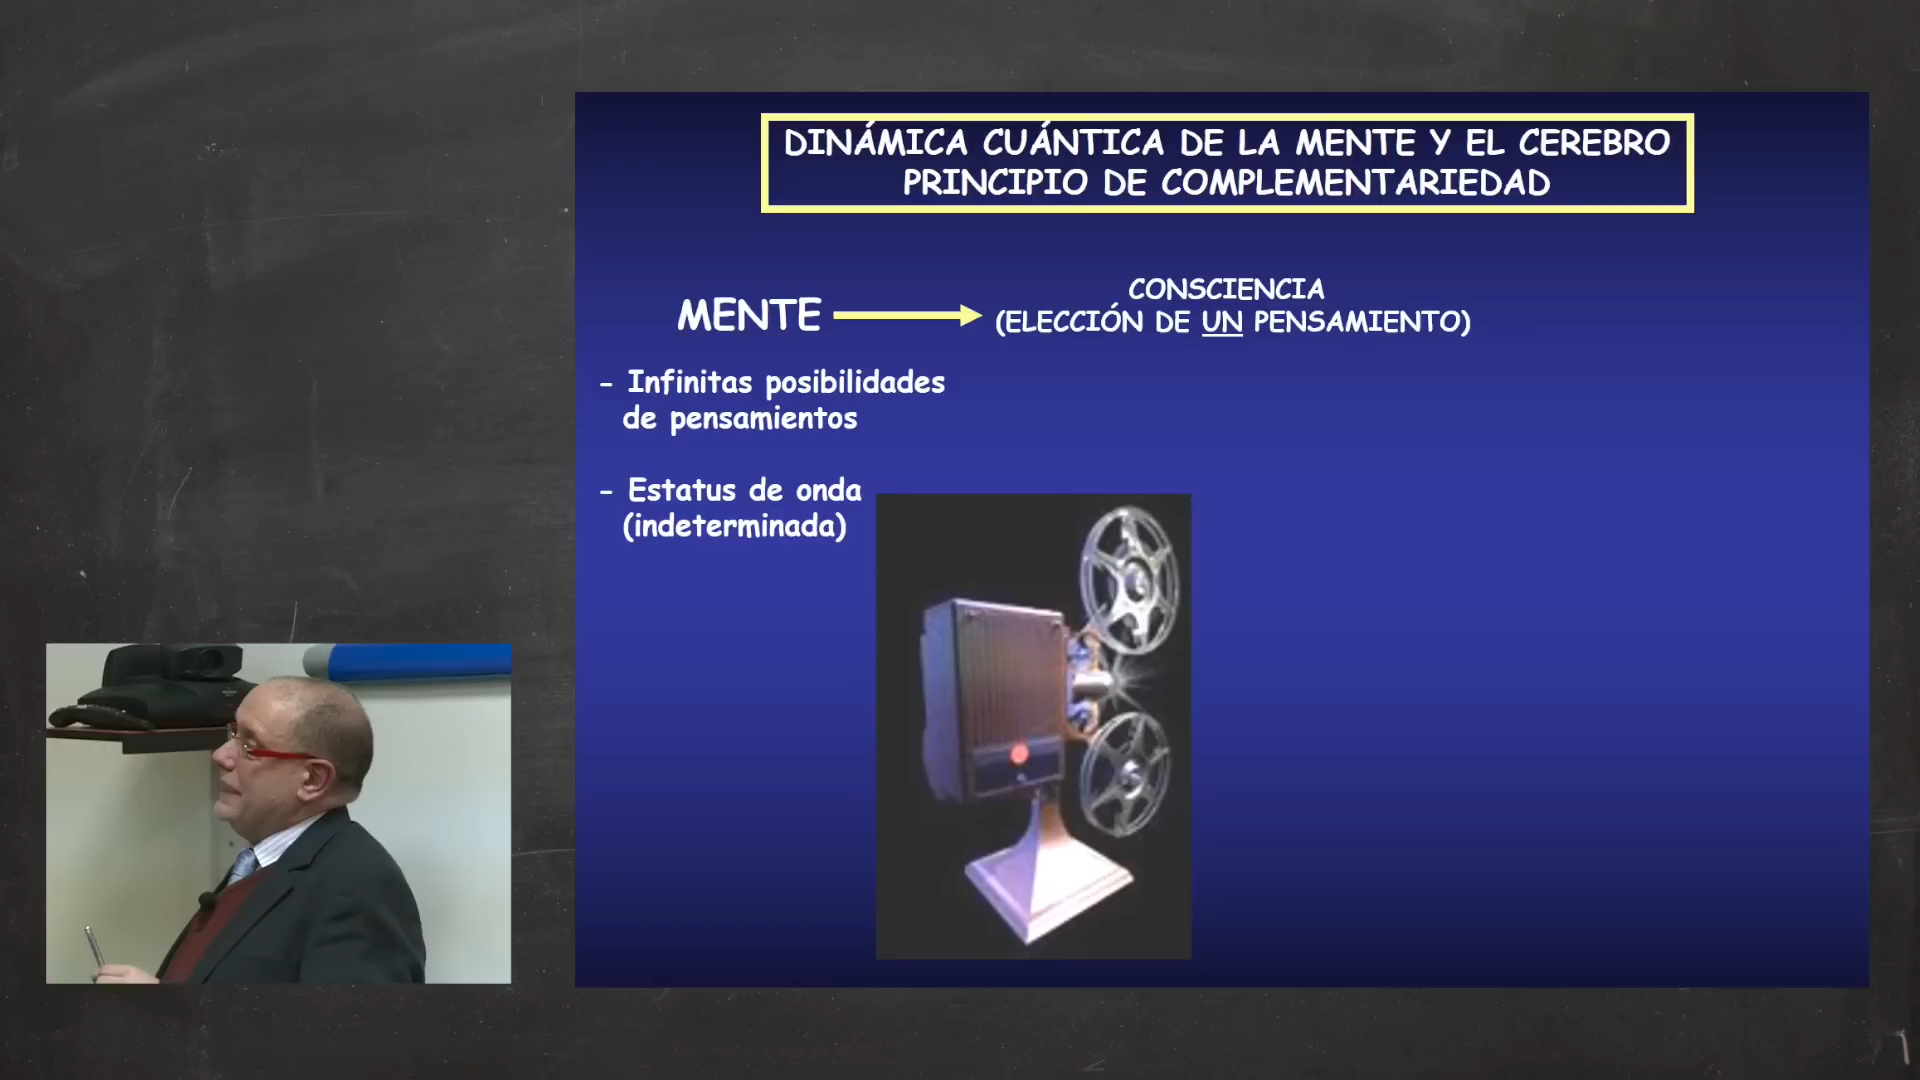 DINÁMICA CUÁNTICA DE LA MENTE Y EL CEREBRO
PRINCIPIO DE COMPLEMENTARIEDAD
MENTE
CONSCIENCIA
(ELECCIÓN DE UN PENSAMIENTO)
- Infinitas posibilidades
de pensamientos
- Estatus de onda
(indeterminada)